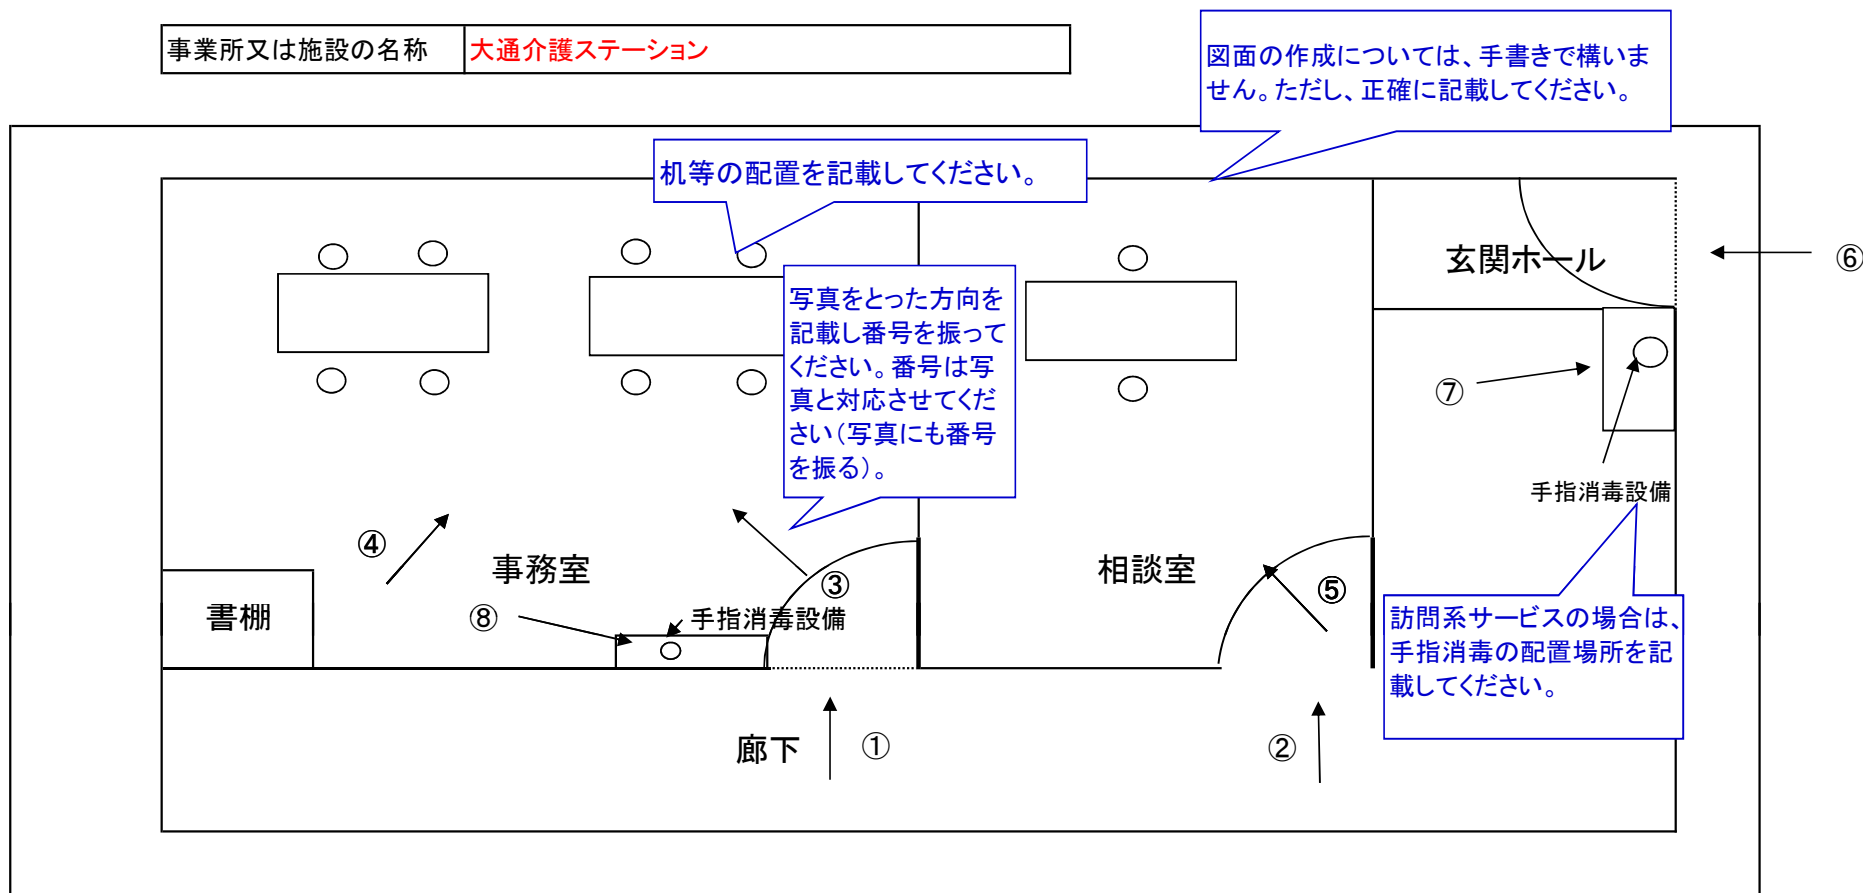 事業所又は施設の名称
大通介護ステーション
図面の作成については、手書きで構いま
せん。ただし、正確に記載してください。
机等の配置を記載してください。
玄関ホール
⑥
写真をとった方向を
記載し番号を振って
ください。番号は写
真と対応させてくだ
さい（写真にも番号
を振る）。
⑦
手指消毒設備
④
事務室
③
相談室
⑤
書棚
⑧
手指消毒設備
訪問系サービスの場合は、
手指消毒の配置場所を記
載してください。
廊下
①
②